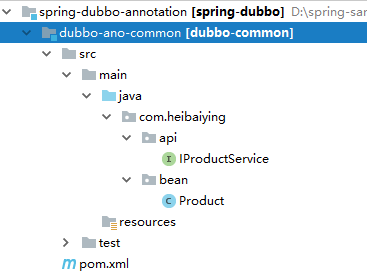 spring-dubbo-annotation [spring-dubbo] D:\spring-sar
dubbo-ano-common [dubbo-common]
src
main
java
com.heibaiying
api
IProductService
bean
Product
resources
test
pom.xml